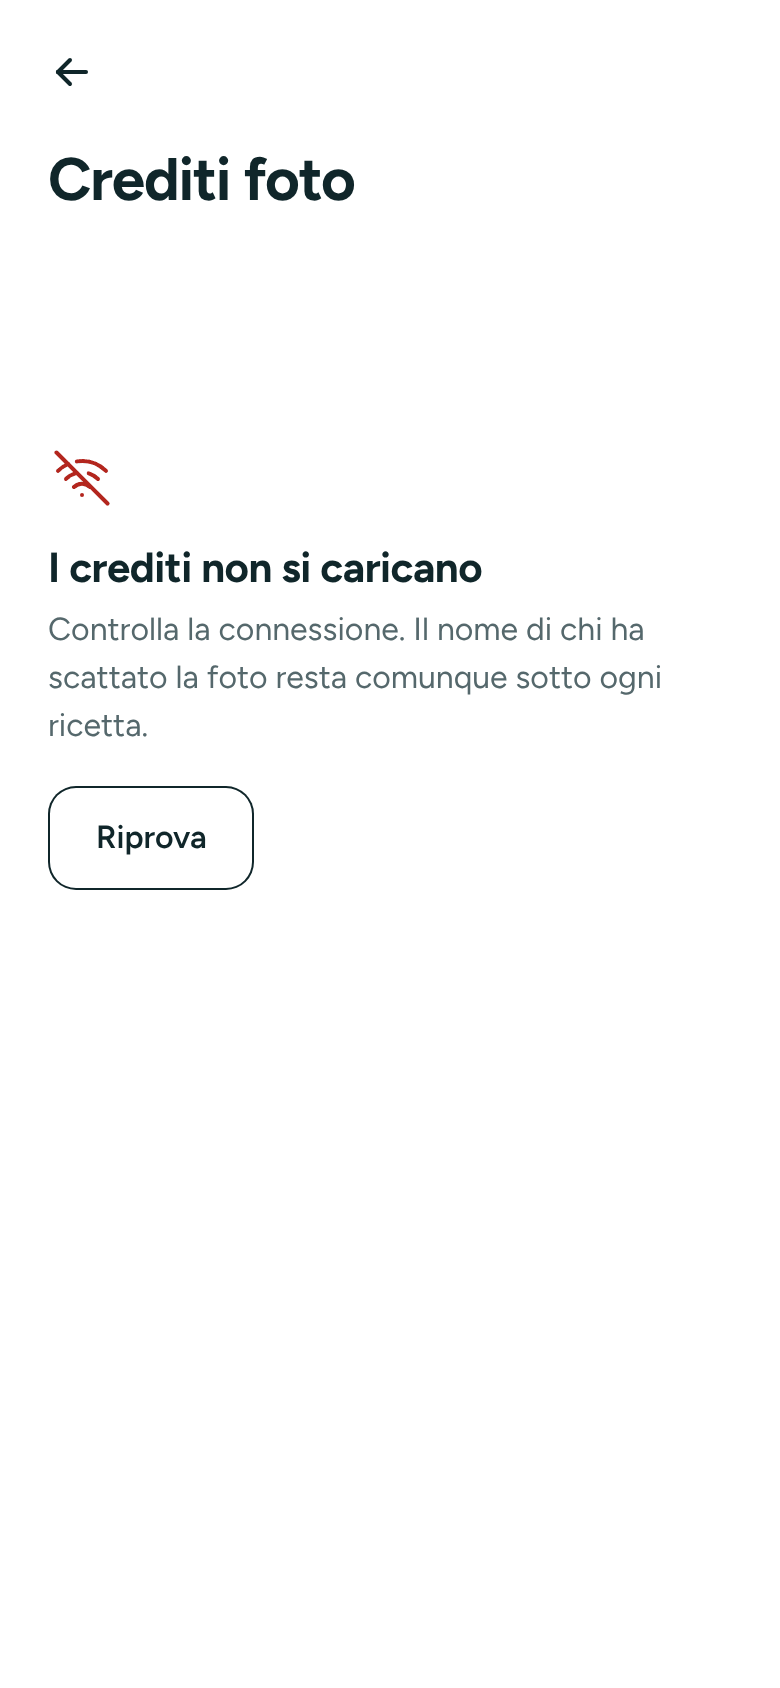 Crediti foto
I crediti non si caricano
Controlla la connessione. Il nome di chi ha
scattato la foto resta comunque sotto ogni
ricetta.
Riprova